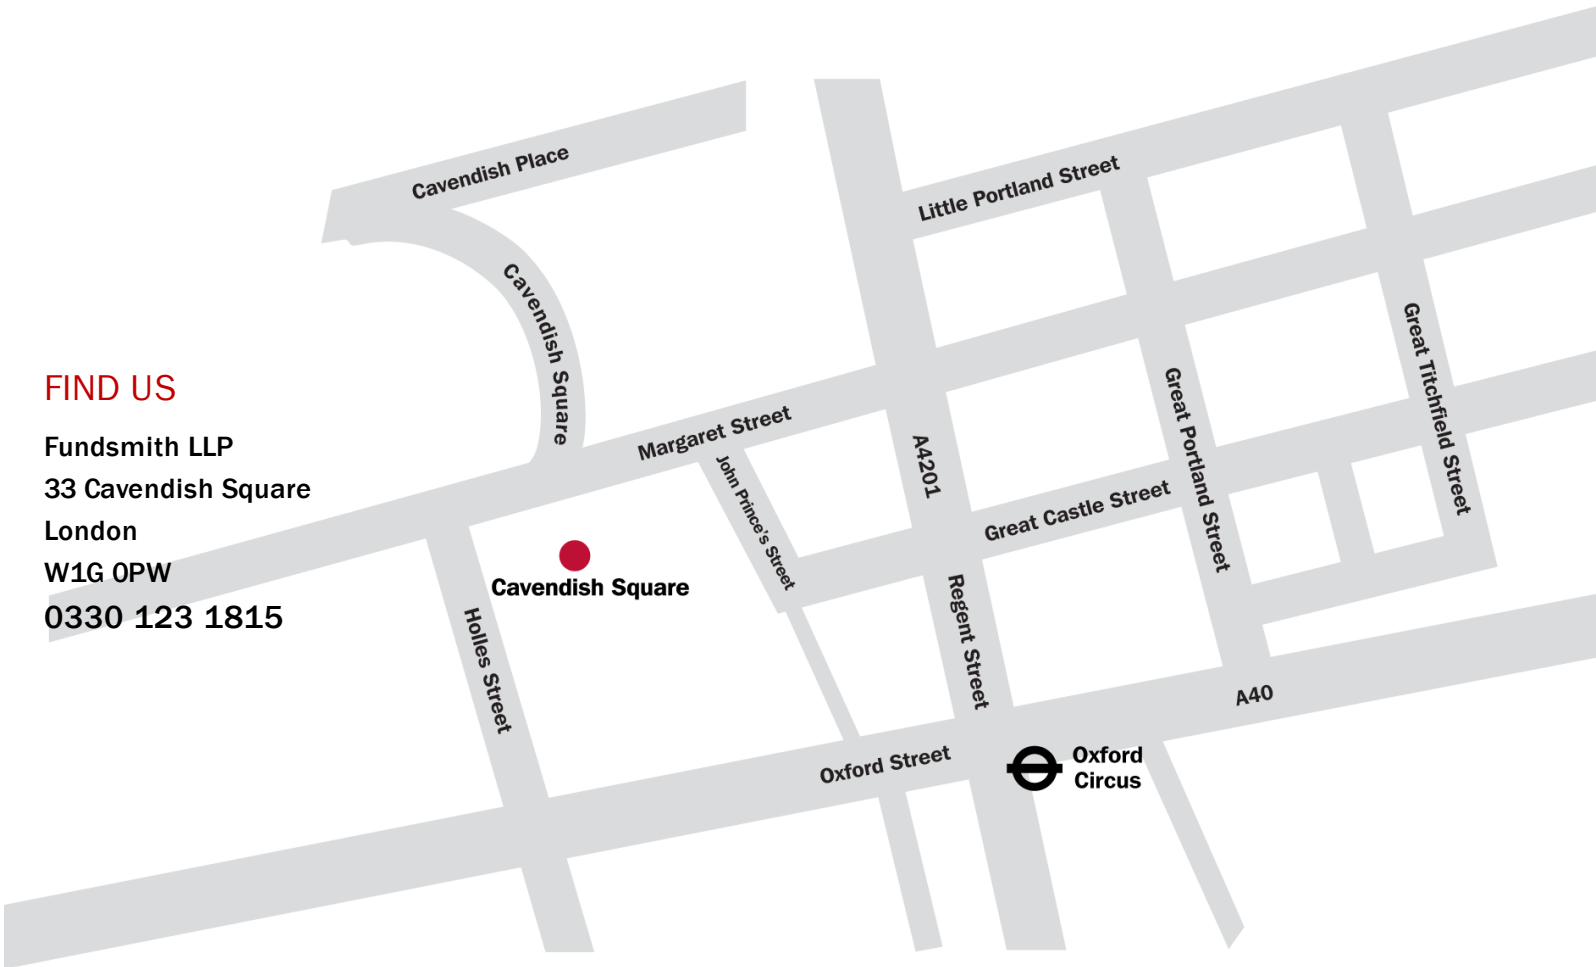 Cavendish Place
Little Portland Street
Cavendish Square
Great Titchfield Street
FIND US
Fundsmith LLP
33 Cavendish Square
London
W1G 0PW
0330 123 1815
Margaret Street
Great Portland Street
A4201
John Prince's Street
Great Castle Street
Cavendish Square
Regent Street
Holles Street
A40
Oxford Street
Oxford
Circus